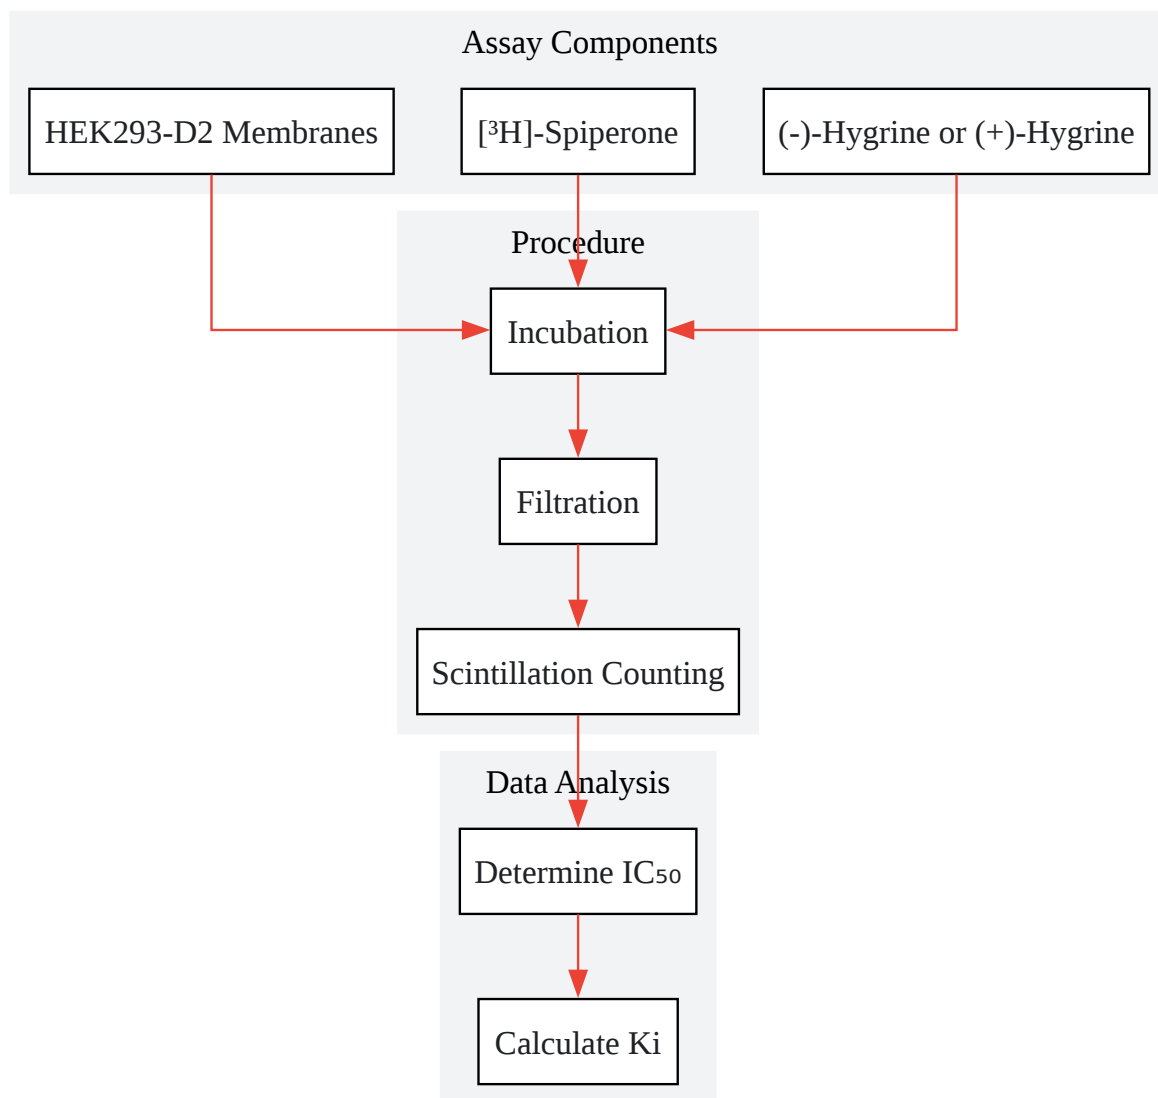 Assay Components
HEK293-D2 Membranes
[³H]-Spiperone
(-)-Hygrine or (+)-Hygrine
Procedure
Incubation
Filtration
Scintillation Counting
Data Analysis
Determine IC₅₀
Calculate Ki